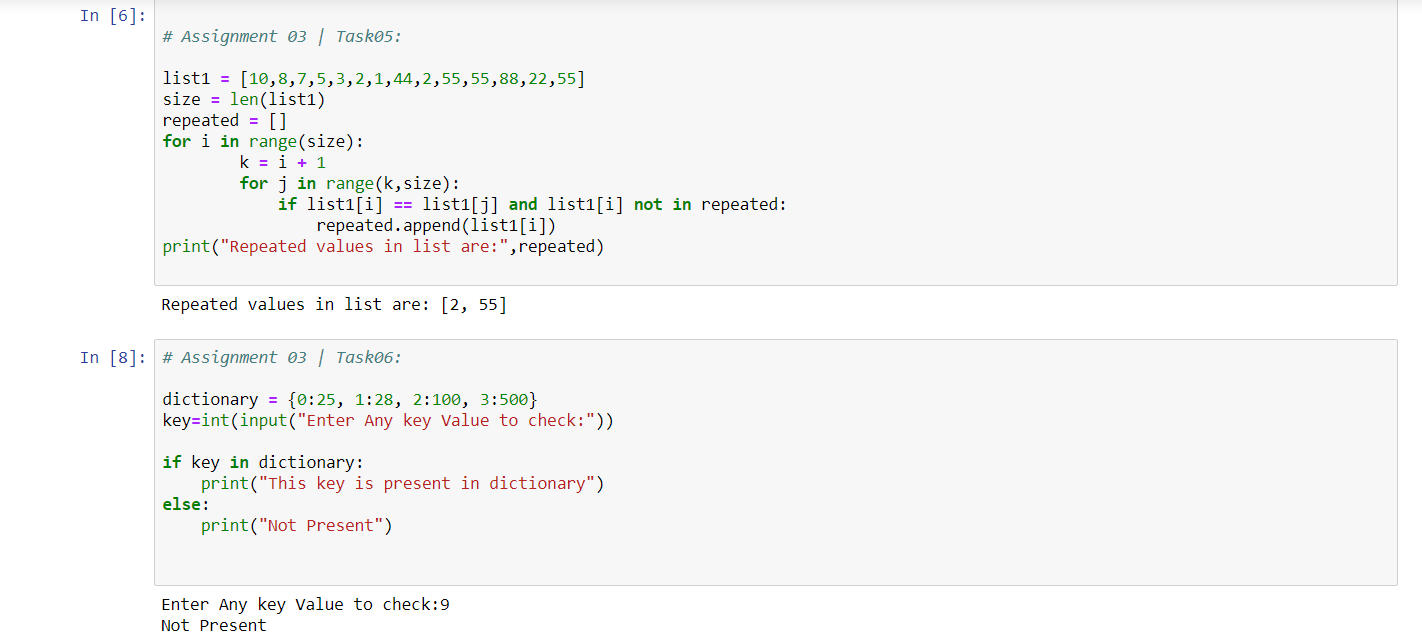 In [6]:
# Assignment 03 | Task05:
list1 = [10,8,7,5,3,2,1,44,2,55,55,88,22,55]
size = len(list1)
repeated = []
for i in range(size):
        k = i + 1
        for j in range(k,size):
            if list1[i] == list1[j] and list1[i] not in repeated:
                repeated.append(list1[i])
print("Repeated values in list are:",repeated)
Repeated values in list are: [2, 55]
In [8]:
# Assignment 03 | Task06:
dictionary = {0:25, 1:28, 2:100, 3:500}
key=int(input("Enter Any key Value to check:"))
if key in dictionary:
    print("This key is present in dictionary")
else:
    print("Not Present")
Enter Any key Value to check:9
Not Present